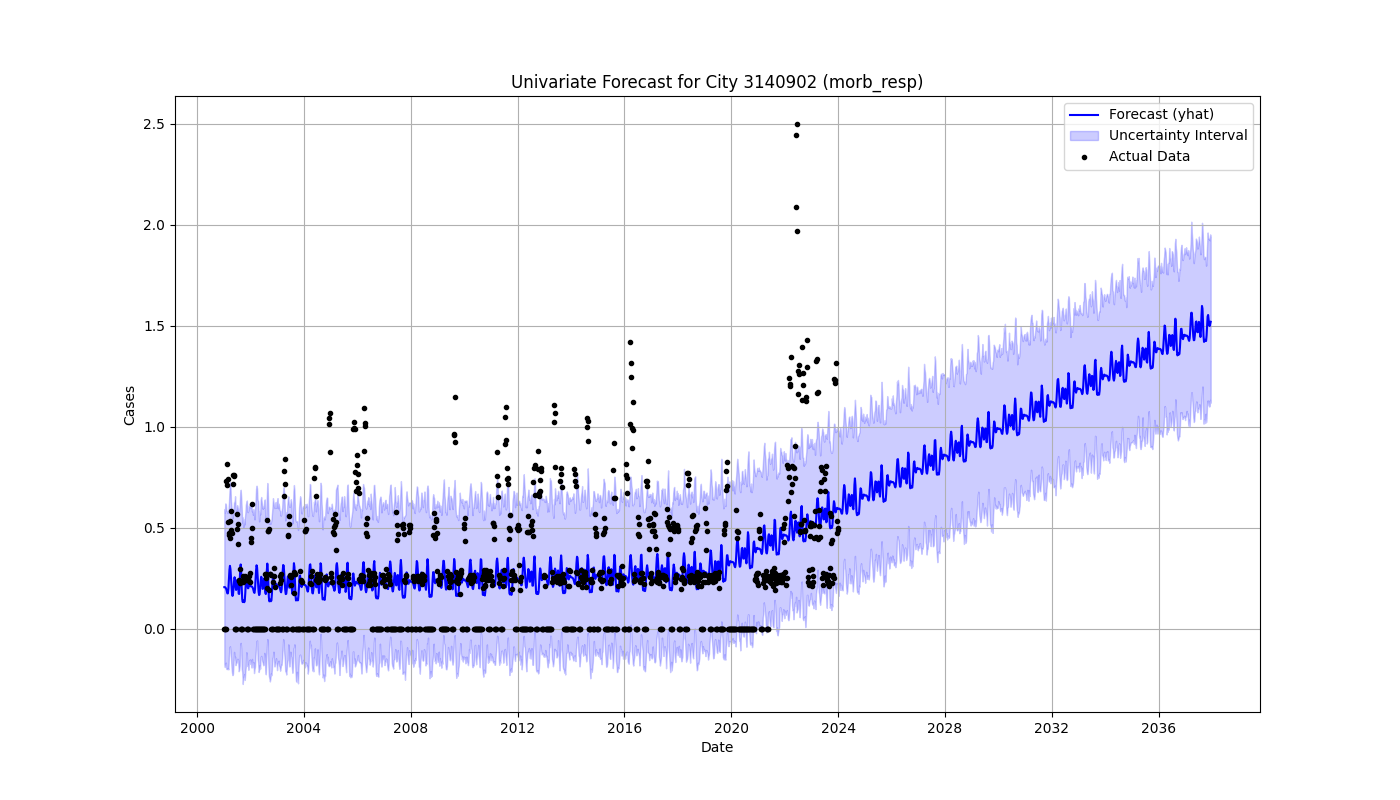 Univariate Forecast for City 3140902 (morb_resp)
Forecast (yhat)
Uncertainty Interval
Actual Data
Cases
2.5
2.0
1.5
1.0
0.5
0.0
2000 2004 2008 2012 2016 2020 2024 2028 2032 2036
Date